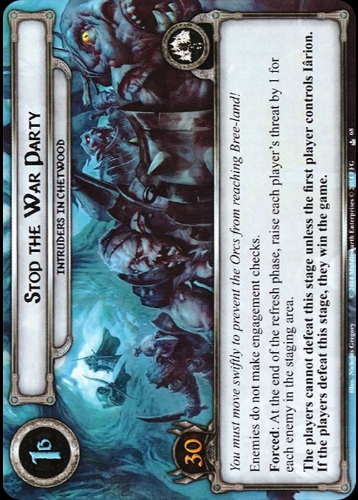 1B
STOP THE WAR PARTY
INTRUDERS IN CHETWOOD
30
You must move swiftly to prevent the Orcs from reaching Bree-land!
Enemies do not make engagement checks.
Forced: At the end of the refresh phase, raise each player's threat by 1 for
each enemy in the staging area.
The players cannot defeat this stage unless the first player controls Iârion.
If the players defeat this stage, they win the game.
Illus. Nicholas Gregory © 2014 Middle-earth Enterprises © 2014 FFG 68